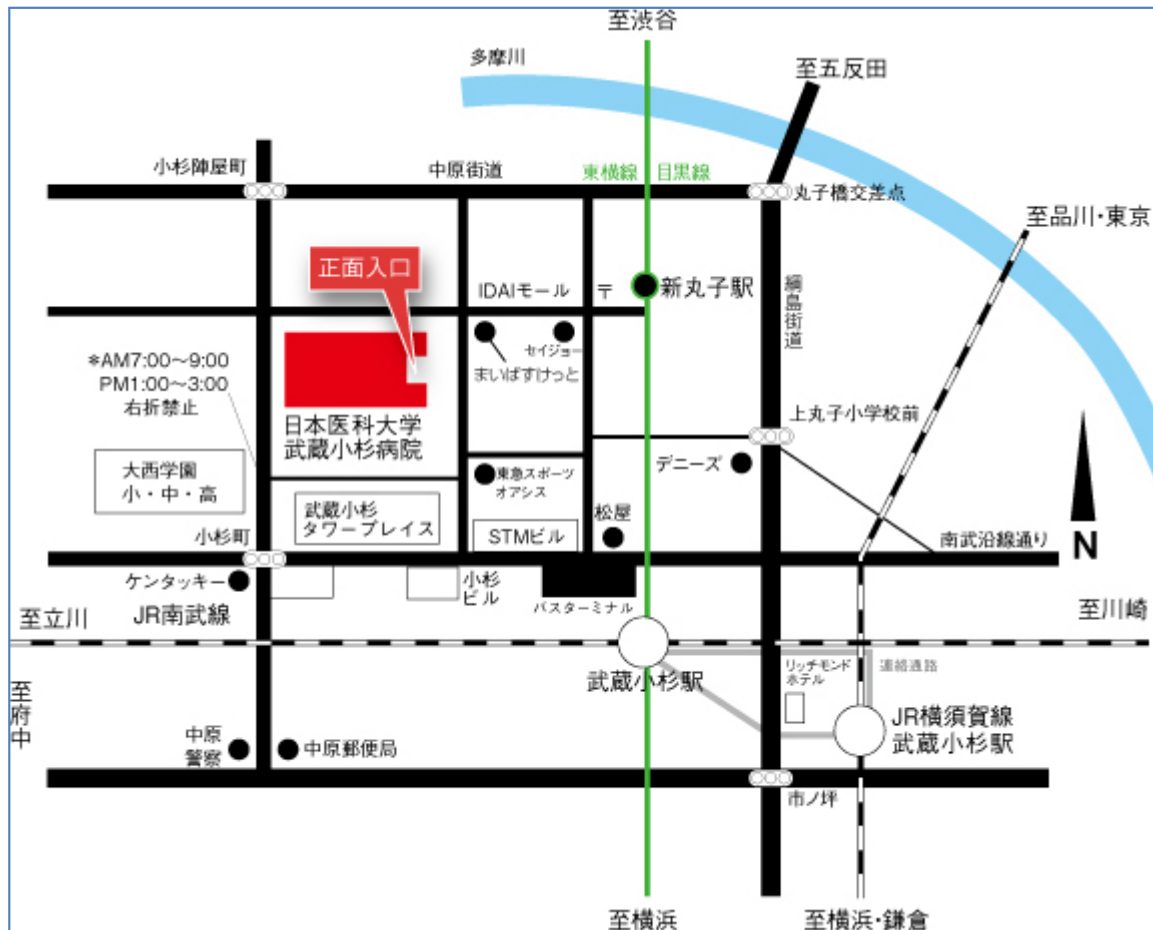 至渋谷
多摩川
至五反田
小杉陣屋町
中原街道
東横線
目黒線
丸子橋交差点
至品川・東京
正面入口
IDAIモール
〒
新丸子駅
綱島街道
セイジョー
まいばすけっと
*AM7:00～9:00
PM1:00～3:00
右折禁止
日本医科大学
武蔵小杉病院
上丸子小学校前
デニーズ
大西学園
小・中・高
東急スポーツ
オアシス
武蔵小杉
タワープレイス
STMビル
松屋
小杉町
南武沿線通り
N
ケンタッキー
小杉
ビル
バスターミナル
至立川
JR南武線
至川崎
武蔵小杉駅
リッチモンド
ホテル
連絡通路
至府中
JR横須賀線
武蔵小杉駅
中原
警察
中原郵便局
市ノ坪
至横浜
至横浜・鎌倉